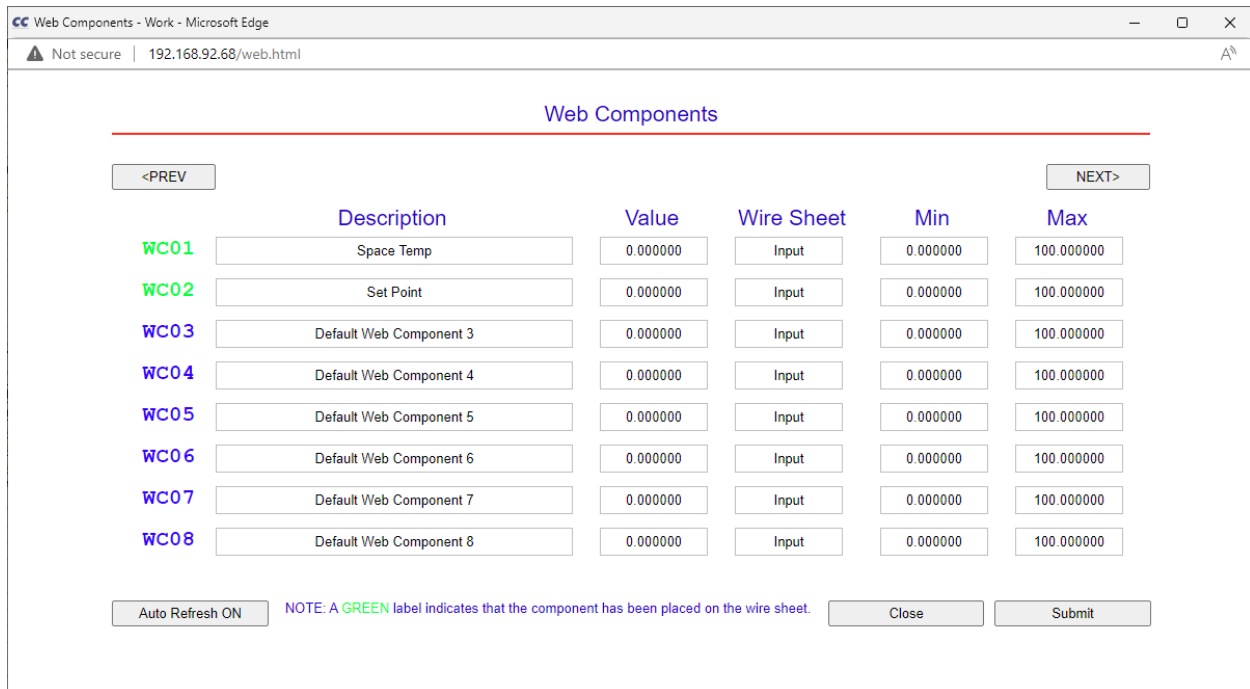 CC Web Components - Work - Microsoft Edge
Not secure 192.168.92.68/web.html
Web Components
<PREV NEXT>
Description Value Wire Sheet Min Max
WC01 Space Temp 0.000000 Input 0.000000 100.000000
WC02 Set Point 0.000000 Input 0.000000 100.000000
WC03 Default Web Component 3 0.000000 Input 0.000000 100.000000
WC04 Default Web Component 4 0.000000 Input 0.000000 100.000000
WC05 Default Web Component 5 0.000000 Input 0.000000 100.000000
WC06 Default Web Component 6 0.000000 Input 0.000000 100.000000
WC07 Default Web Component 7 0.000000 Input 0.000000 100.000000
WC08 Default Web Component 8 0.000000 Input 0.000000 100.000000
Auto Refresh ON NOTE: A GREEN label indicates that the component has been placed on the wire sheet. Close Submit